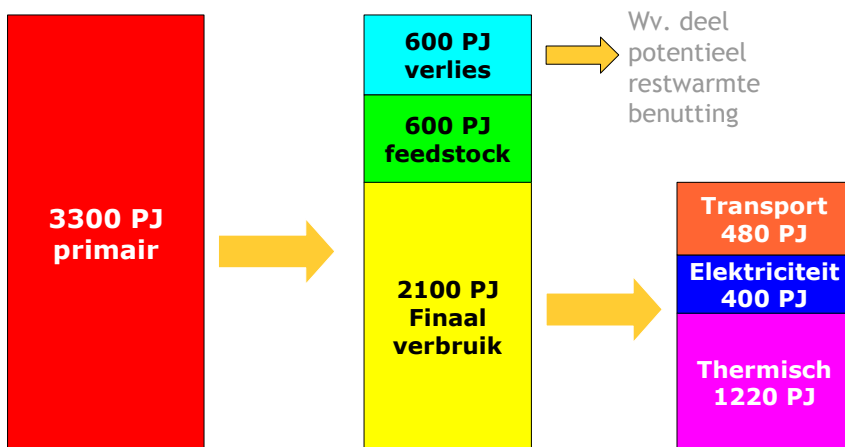 3300 PJ
primair
600 PJ
verlies
600 PJ
feedstock
2100 PJ
Finaal
verbruik
Wv. deel
potentieel
restwarmte
benutting
Transport
480 PJ
Elektriciteit
400 PJ
Thermisch
1220 PJ